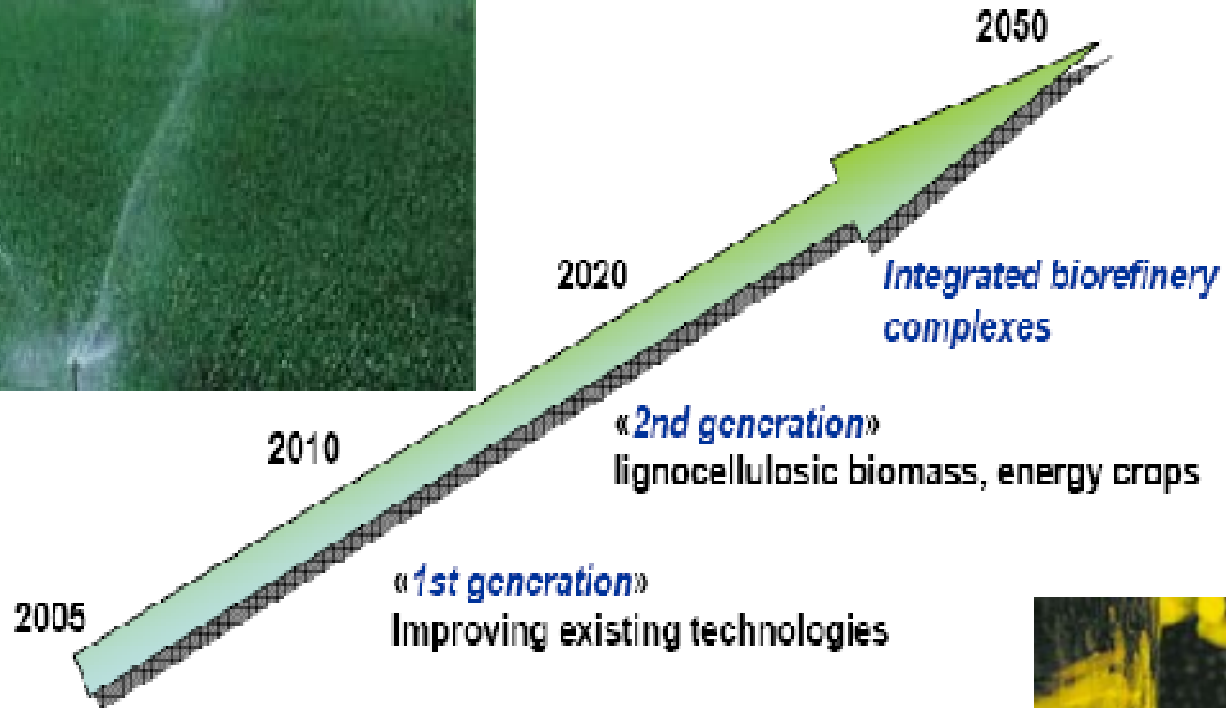 2050
2020
Integrated biorefinery
complexes
«2nd generation»
lignocellulosic biomass, energy crops
2010
«1st generation»
Improving existing technologies
2005